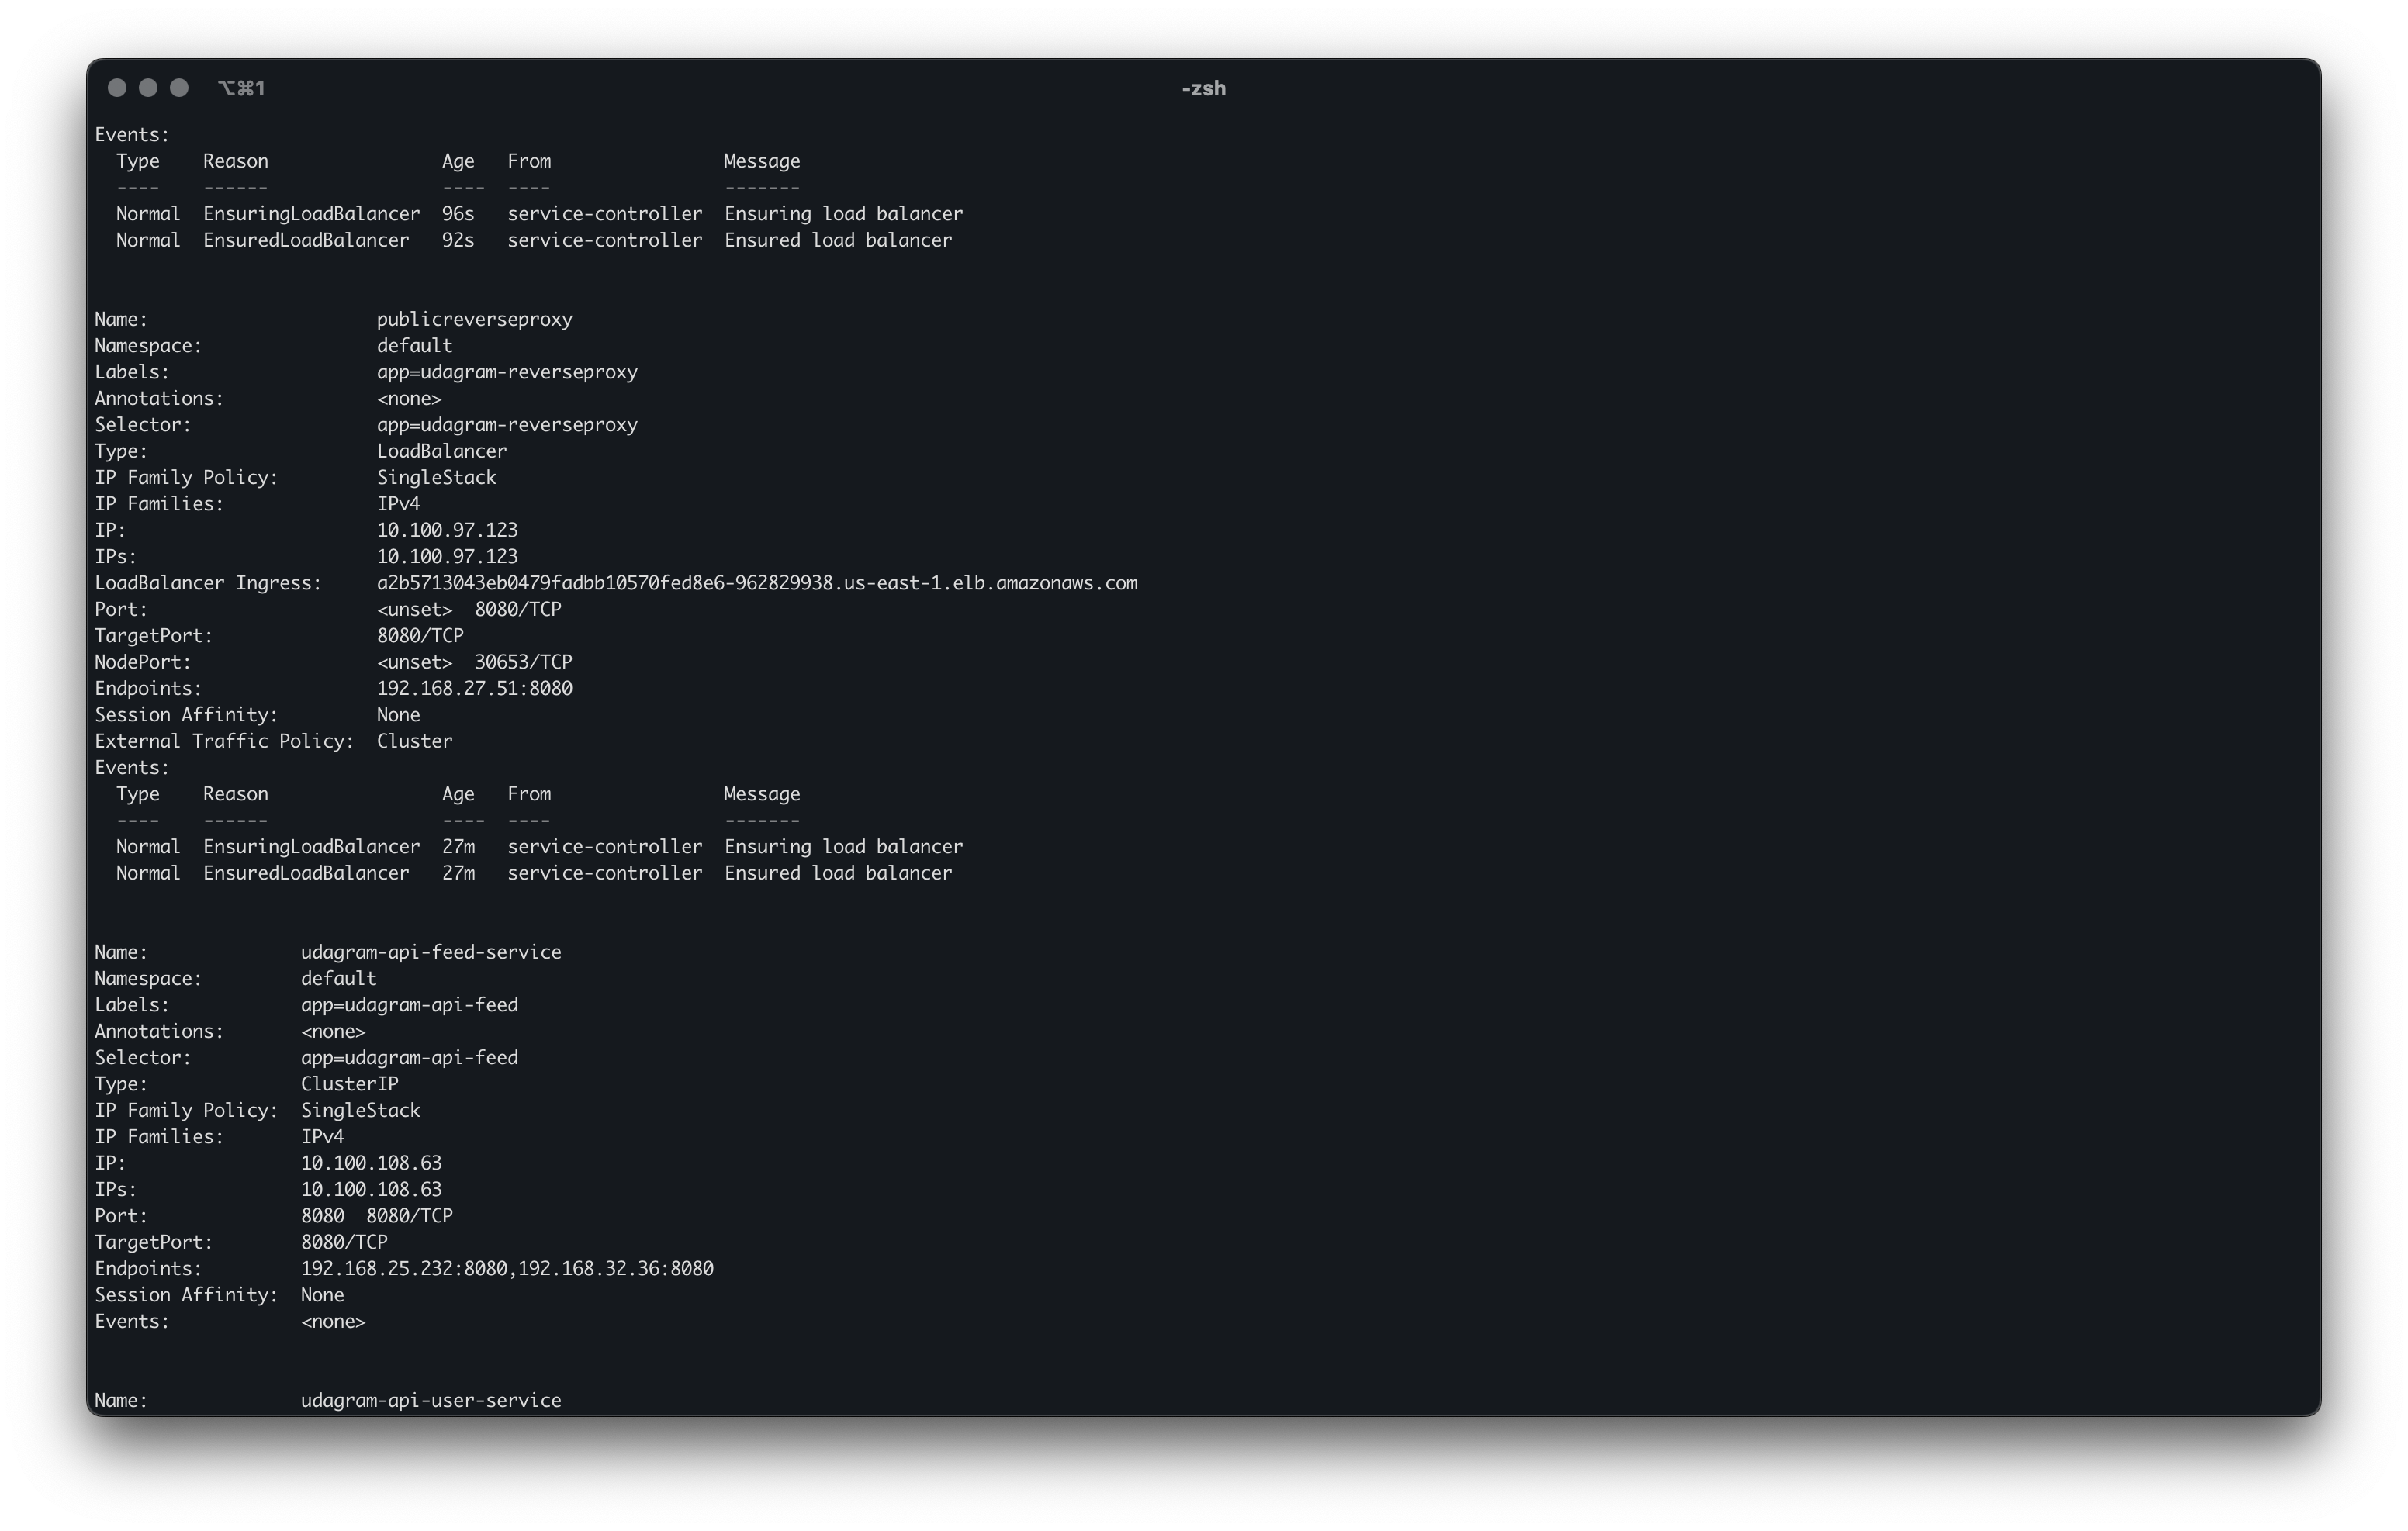 ⌥⌘1
-zsh
Events:
  Type    Reason                Age   From                Message
  ----    ------                ----  ----                -------
  Normal  EnsuringLoadBalancer  96s   service-controller  Ensuring load balancer
  Normal  EnsuredLoadBalancer   92s   service-controller  Ensured load balancer
Name:                     publicreverseproxy
Namespace:                default
Labels:                   app=udagram-reverseproxy
Annotations:              <none>
Selector:                 app=udagram-reverseproxy
Type:                     LoadBalancer
IP Family Policy:         SingleStack
IP Families:              IPv4
IP:                       10.100.97.123
IPs:                      10.100.97.123
LoadBalancer Ingress:     a2b5713043eb0479fadbb10570fed8e6-962829938.us-east-1.elb.amazonaws.com
Port:                     <unset>  8080/TCP
TargetPort:               8080/TCP
NodePort:                 <unset>  30653/TCP
Endpoints:                192.168.27.51:8080
Session Affinity:         None
External Traffic Policy:  Cluster
Events:
  Type    Reason                Age   From                Message
  ----    ------                ----  ----                -------
  Normal  EnsuringLoadBalancer  27m   service-controller  Ensuring load balancer
  Normal  EnsuredLoadBalancer   27m   service-controller  Ensured load balancer
Name:              udagram-api-feed-service
Namespace:         default
Labels:            app=udagram-api-feed
Annotations:       <none>
Selector:          app=udagram-api-feed
Type:              ClusterIP
IP Family Policy:  SingleStack
IP Families:       IPv4
IP:                10.100.108.63
IPs:               10.100.108.63
Port:              8080  8080/TCP
TargetPort:        8080/TCP
Endpoints:         192.168.25.232:8080,192.168.32.36:8080
Session Affinity:  None
Events:            <none>
Name:              udagram-api-user-service